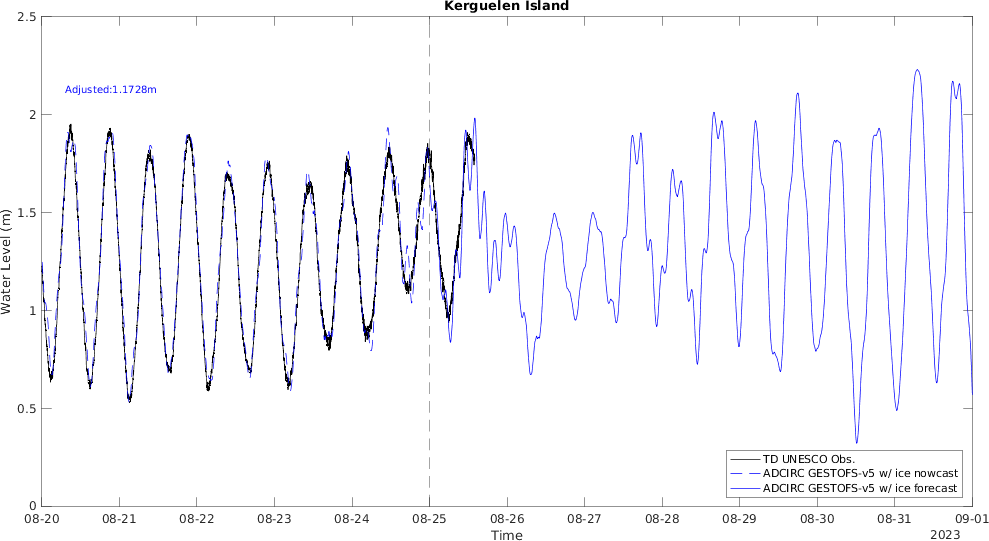 Kerguelen Island
2.5
2
1.5
1
0.5
0
Water Level (m)
Adjusted:1.1728m
TD UNESCO Obs.
ADCIRC GESTOFS-v5 w/ ice nowcast
ADCIRC GESTOFS-v5 w/ ice forecast
08-20 08-21 08-22 08-23 08-24 08-25 08-26 08-27 08-28 08-29 08-30 08-31 09-01
Time
2023